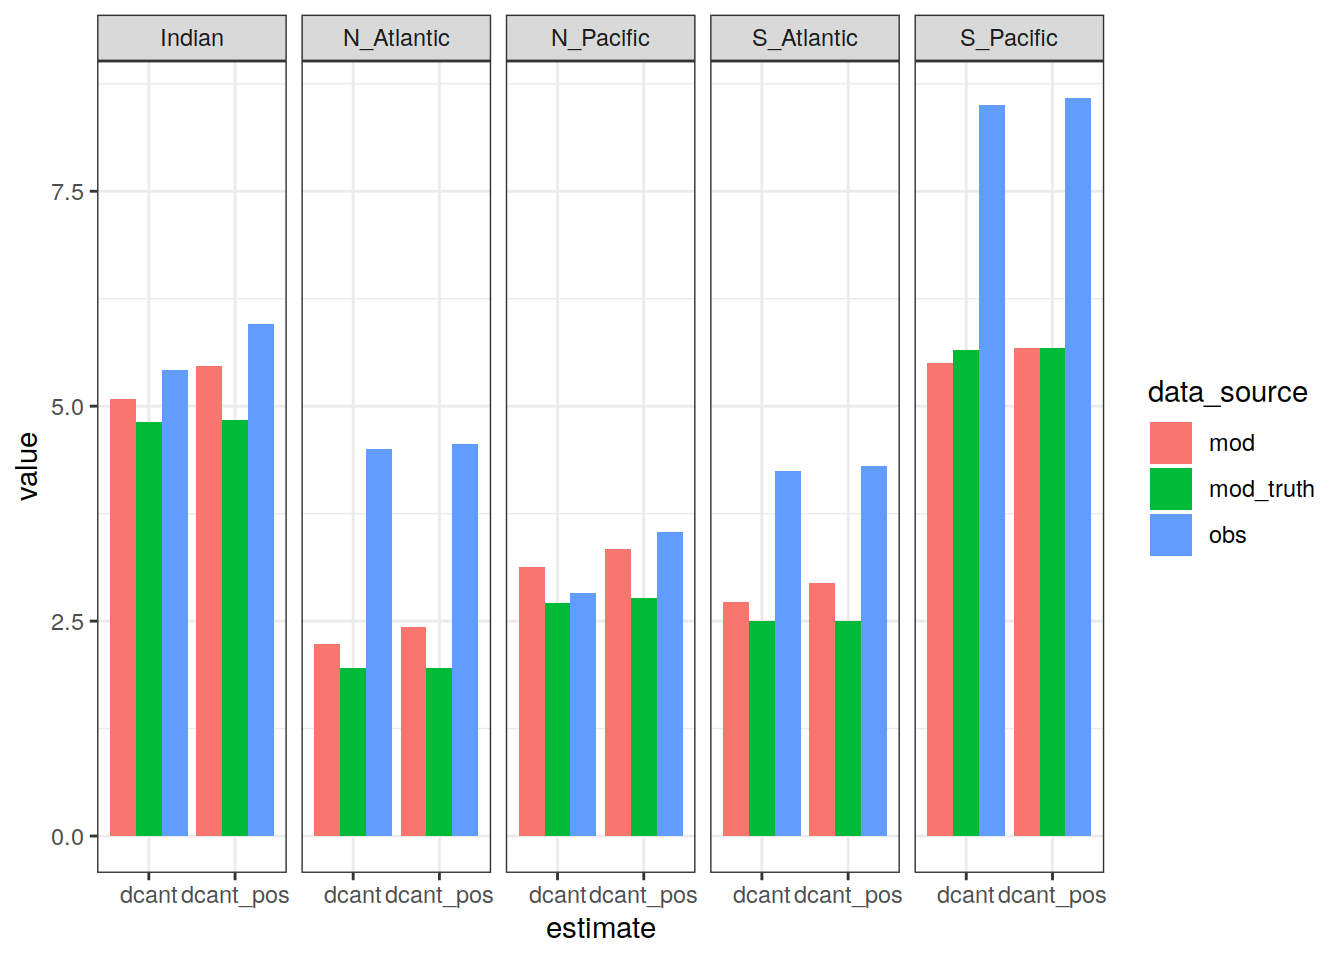 Indian N_Atlantic N_Pacific S_Atlantic S_Pacific
7.5
5.0
2.5
0.0
value
dcant dcant_pos dcant dcant_pos dcant dcant_pos dcant dcant_pos dcant dcant_pos
estimate
data_source
mod
mod_truth
obs